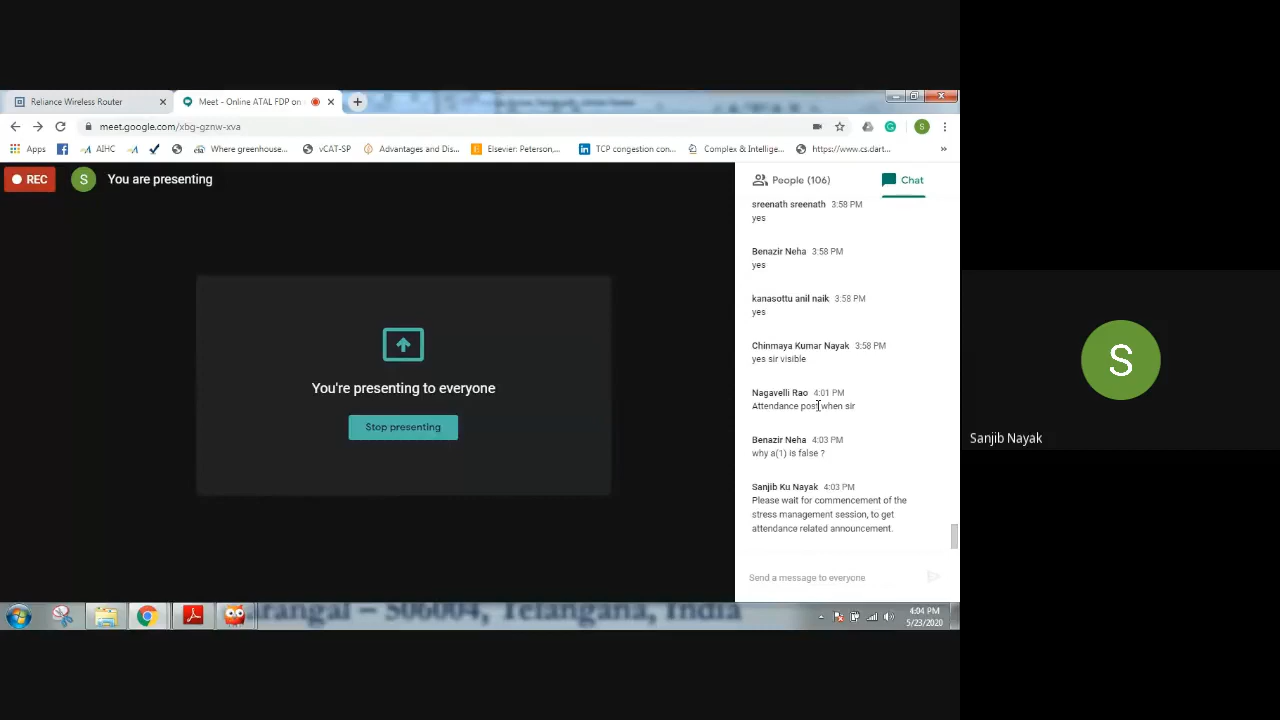 Reliance Wireless Router
Meet - Online ATAL FDP on
meet.google.com/xbg-gznw-xva
S
Apps
AIHC
Where greenhouse...
vCAT-SP
Advantages and Dis...
Elsevier: Peterson,...
TCP congestion con...
Complex & Intellige...
https://www.cs.dart...
»
REC
S
You are presenting
People (106)
Chat
sreenath sreenath 3:58 PM
yes
Benazir Neha 3:58 PM
yes
kanasottu anil naik 3:58 PM
yes
Chinmaya Kumar Nayak 3:58 PM
yes sir visible
Nagavelli Rao 4:01 PM
Attendance post when sir
Benazir Neha 4:03 PM
why a(1) is false ?
Sanjib Ku Nayak 4:03 PM
Please wait for commencement of the
stress management session, to get
attendance related announcement.
Send a message to everyone
You're presenting to everyone
Stop presenting
S
Sanjib Nayak
rangal – 506004, Telangana, India
4:04 PM
5/23/2020